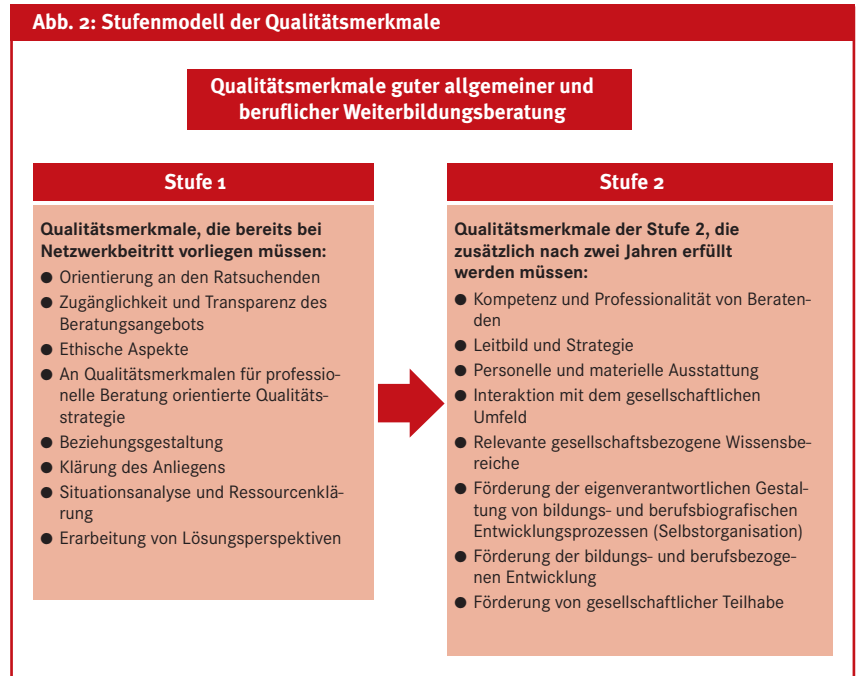 Abb. 2: Stufenmodell der Qualitätsmerkmale
Qualitätsmerkmale guter allgemeiner und
beruflicher Weiterbildungsberatung
Stufe 1
Qualitätsmerkmale, die bereits bei
Netzwerkbeitritt vorliegen müssen:
● Orientierung an den Ratsuchenden
● Zugänglichkeit und Transparenz des
Beratungsangebots
● Ethische Aspekte
● An Qualitätsmerkmalen für professio-
nelle Beratung orientierte Qualitäts-
strategie
● Beziehungsgestaltung
● Klärung des Anliegens
● Situationsanalyse und Ressourcenklä-
rung
● Erarbeitung von Lösungsperspektiven
Stufe 2
Qualitätsmerkmale der Stufe 2, die
zusätzlich nach zwei Jahren erfüllt
werden müssen:
● Kompetenz und Professionalität von Beraten-
den
● Leitbild und Strategie
● Personelle und materielle Ausstattung
● Interaktion mit dem gesellschaftlichen
Umfeld
● Relevante gesellschaftsbezogene Wissensbe-
reiche
● Förderung der eigenverantwortlichen Gestal-
tung von bildungs- und berufsbiografischen
Entwicklungsprozessen (Selbstorganisation)
● Förderung der bildungs- und berufsbezoge-
nen Entwicklung
● Förderung von gesellschaftlicher Teilhabe